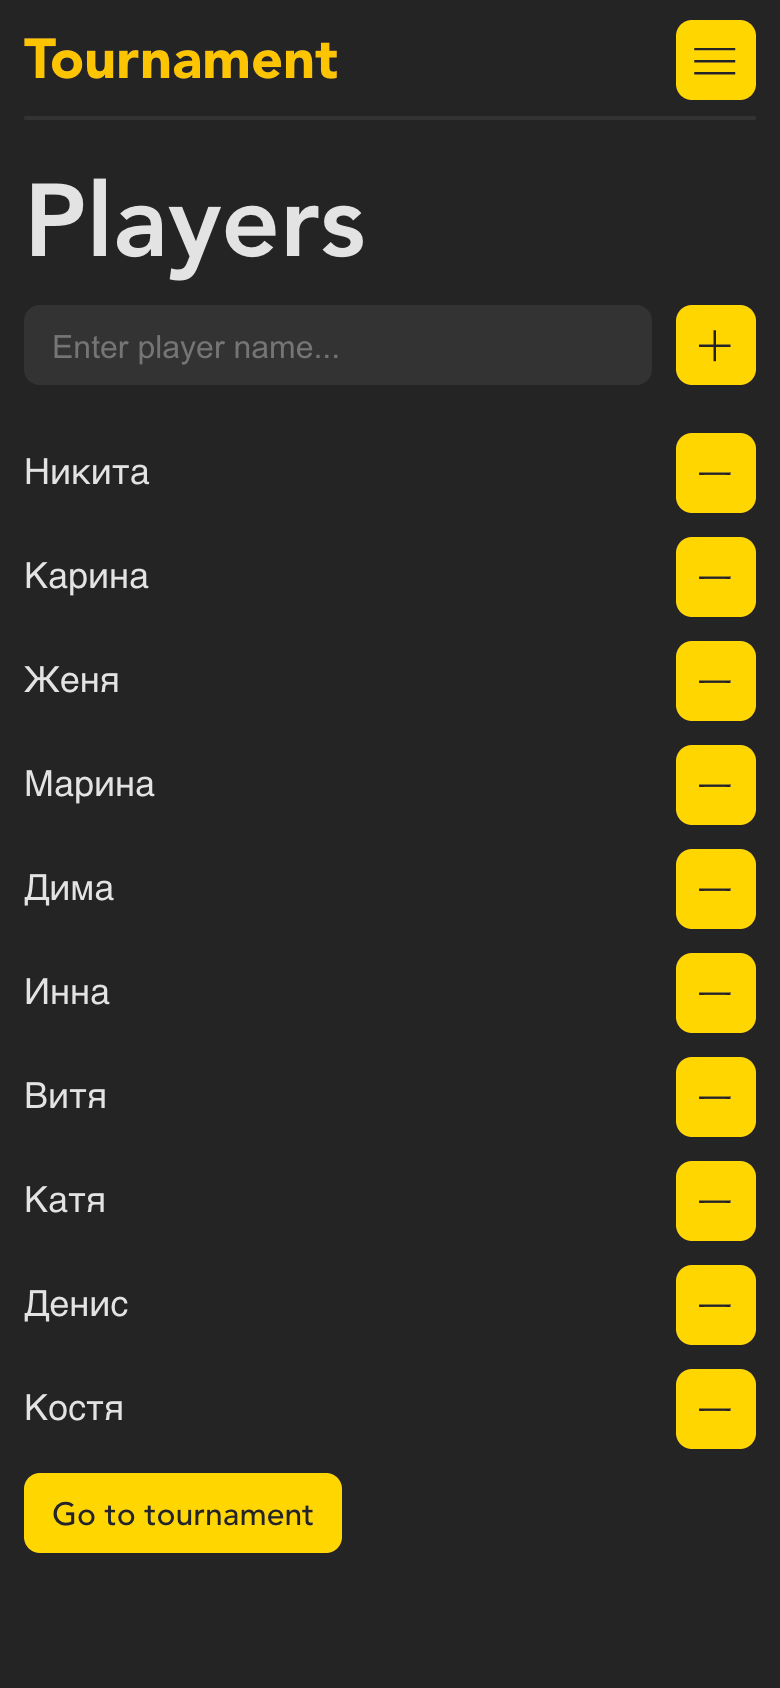 Tournament
Players
Enter player name...
Никита
Карина
Женя
Марина
Дима
Инна
Витя
Катя
Денис
Костя
Go to tournament